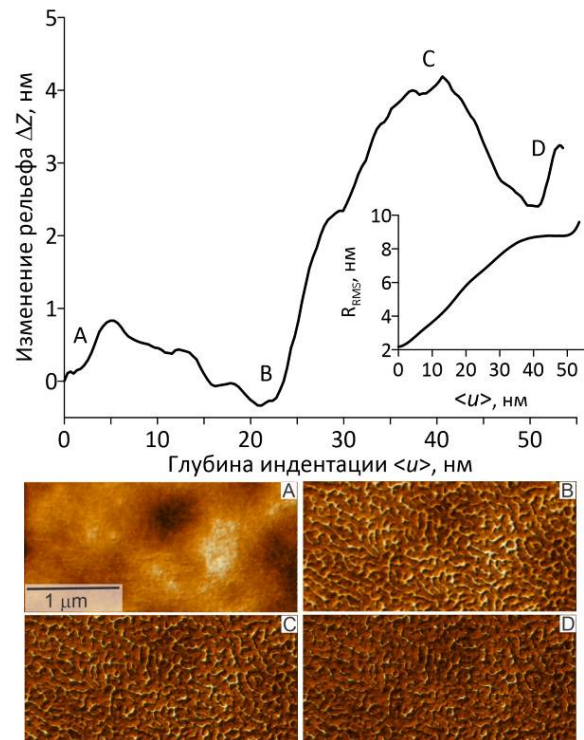 Изменение рельефа ΔZ, нм
5
4
3
2
1
0
A
B
C
D
R_RMS, нм
10
8
6
4
2
0 10 20 30 40 50
<u>, нм
0 10 20 30 40 50
Глубина индентации <u>, нм
A
1 µm
B
C
D